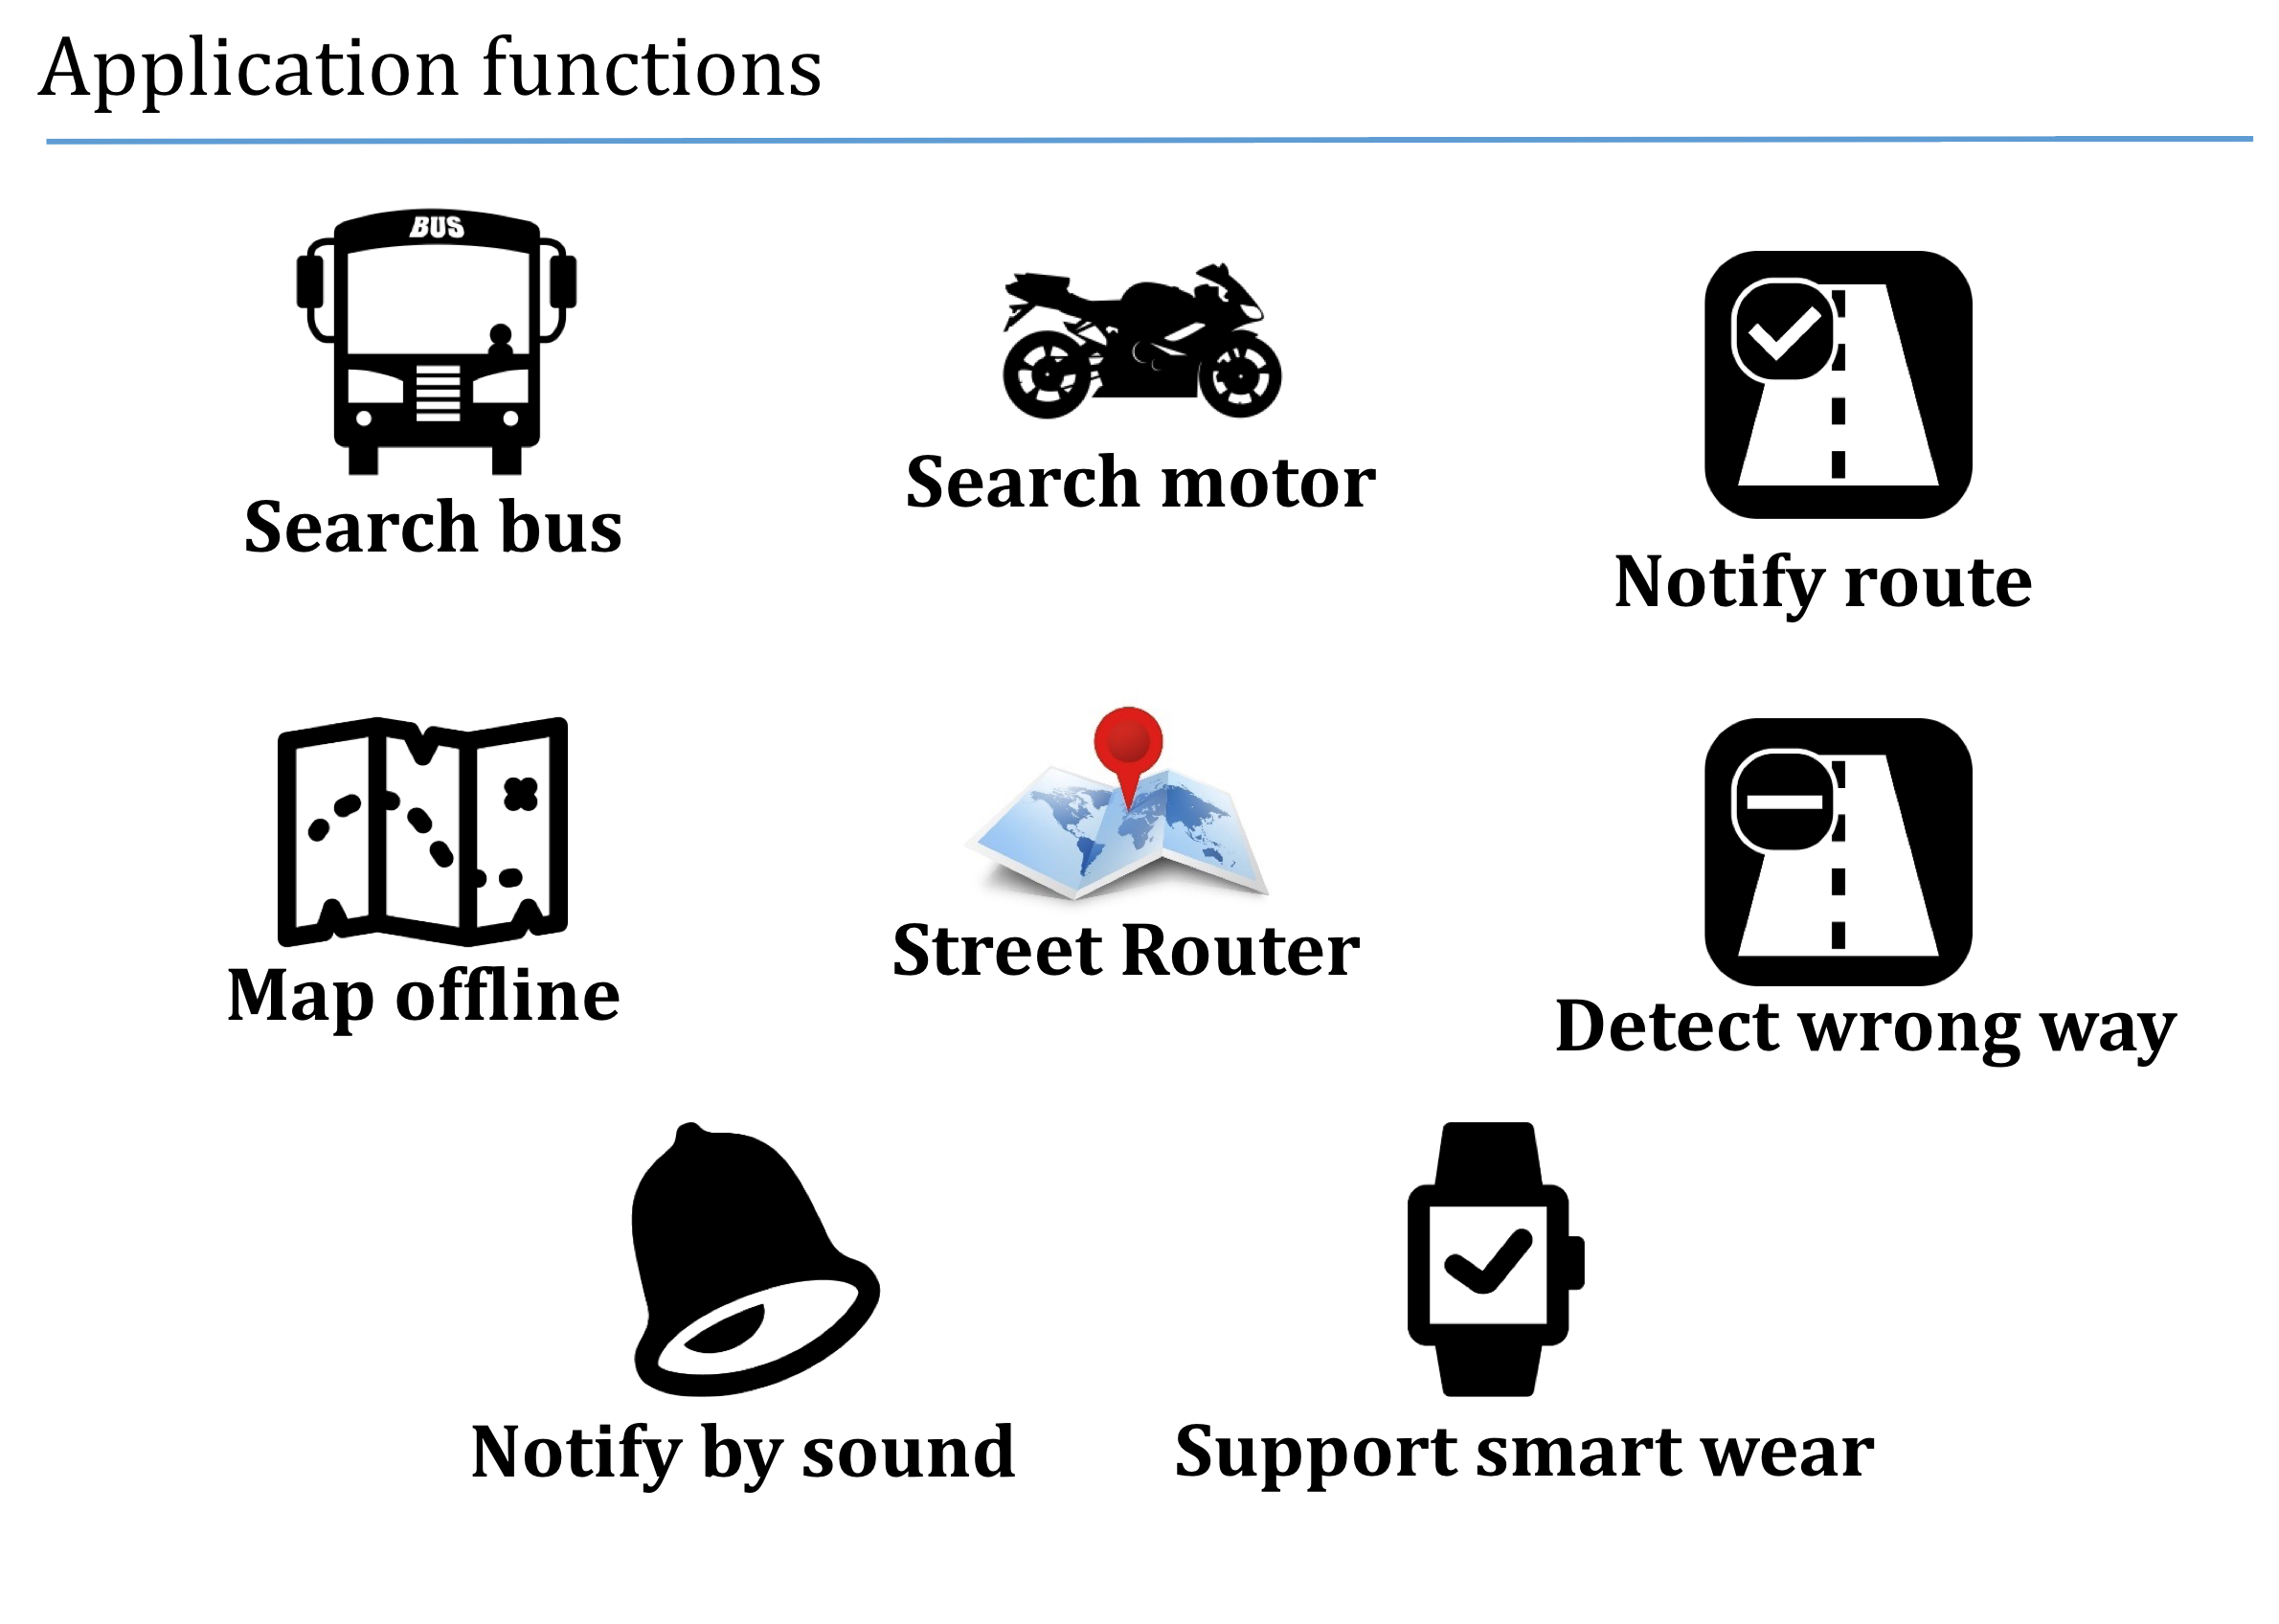 Application functions
BUS
Search bus
Search motor
Notify route
Map offline
Street Router
Detect wrong way
Notify by sound
Support smart wear